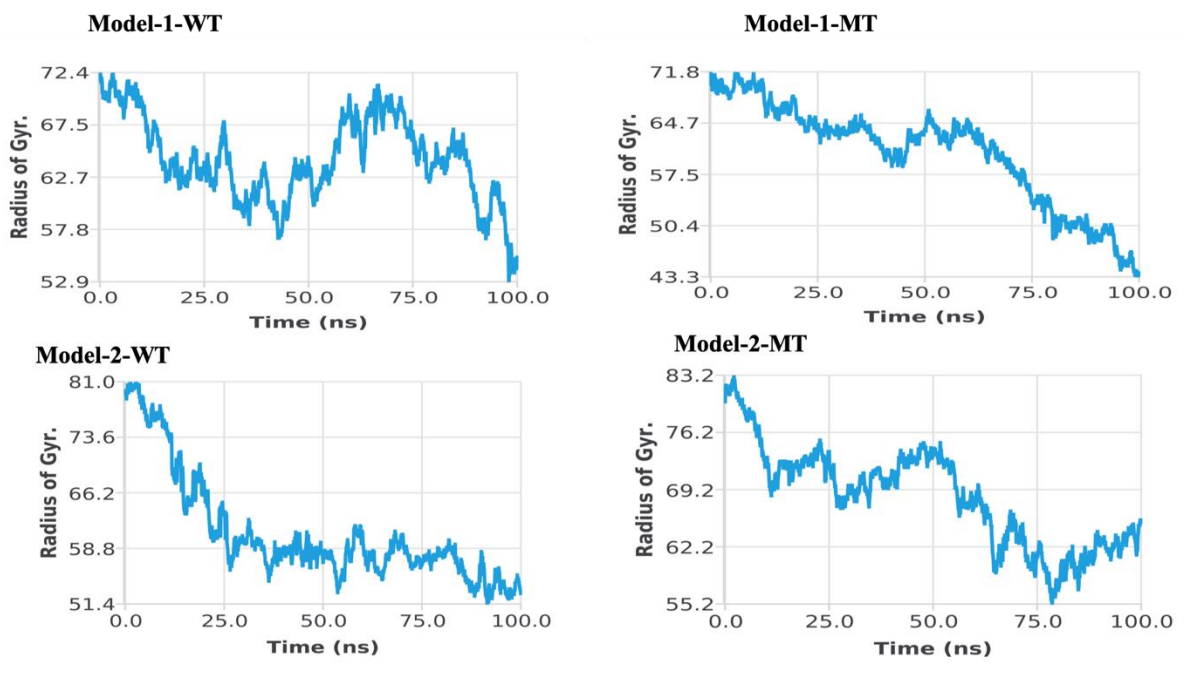 Model-1-WT
72.4
67.5
62.7
57.8
52.9
Radius of Gyr.
0.0 25.0 50.0 75.0 100.0
Time (ns)
Model-1-MT
71.8
64.7
57.5
50.4
43.3
Radius of Gyr.
0.0 25.0 50.0 75.0 100.0
Time (ns)
Model-2-WT
81.0
73.6
66.2
58.8
51.4
Radius of Gyr.
0.0 25.0 50.0 75.0 100.0
Time (ns)
Model-2-MT
83.2
76.2
69.2
62.2
55.2
Radius of Gyr.
0.0 25.0 50.0 75.0 100.0
Time (ns)